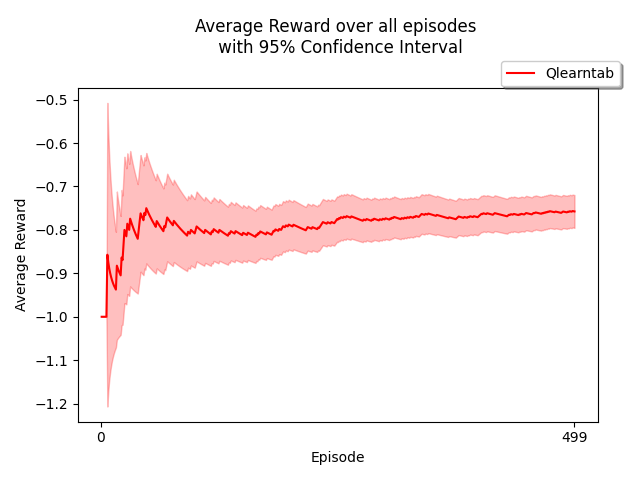 Average Reward over all episodes
with 95% Confidence Interval
Qlearntab
−0.5
−0.6
−0.7
−0.8
−0.9
−1.0
−1.1
−1.2
Average Reward
0
499
Episode